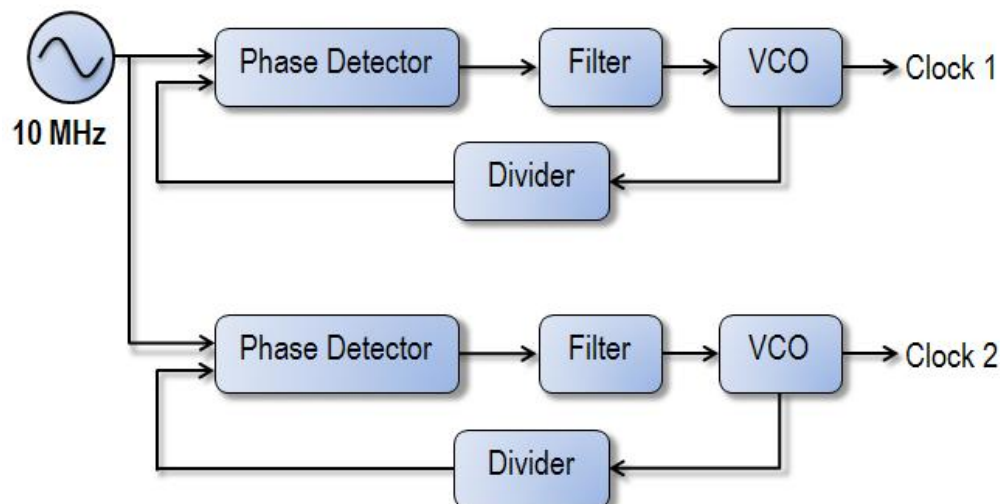 Phase Detector
Filter
VCO
Clock 1
10 MHz
Divider
Phase Detector
Filter
VCO
Clock 2
Divider